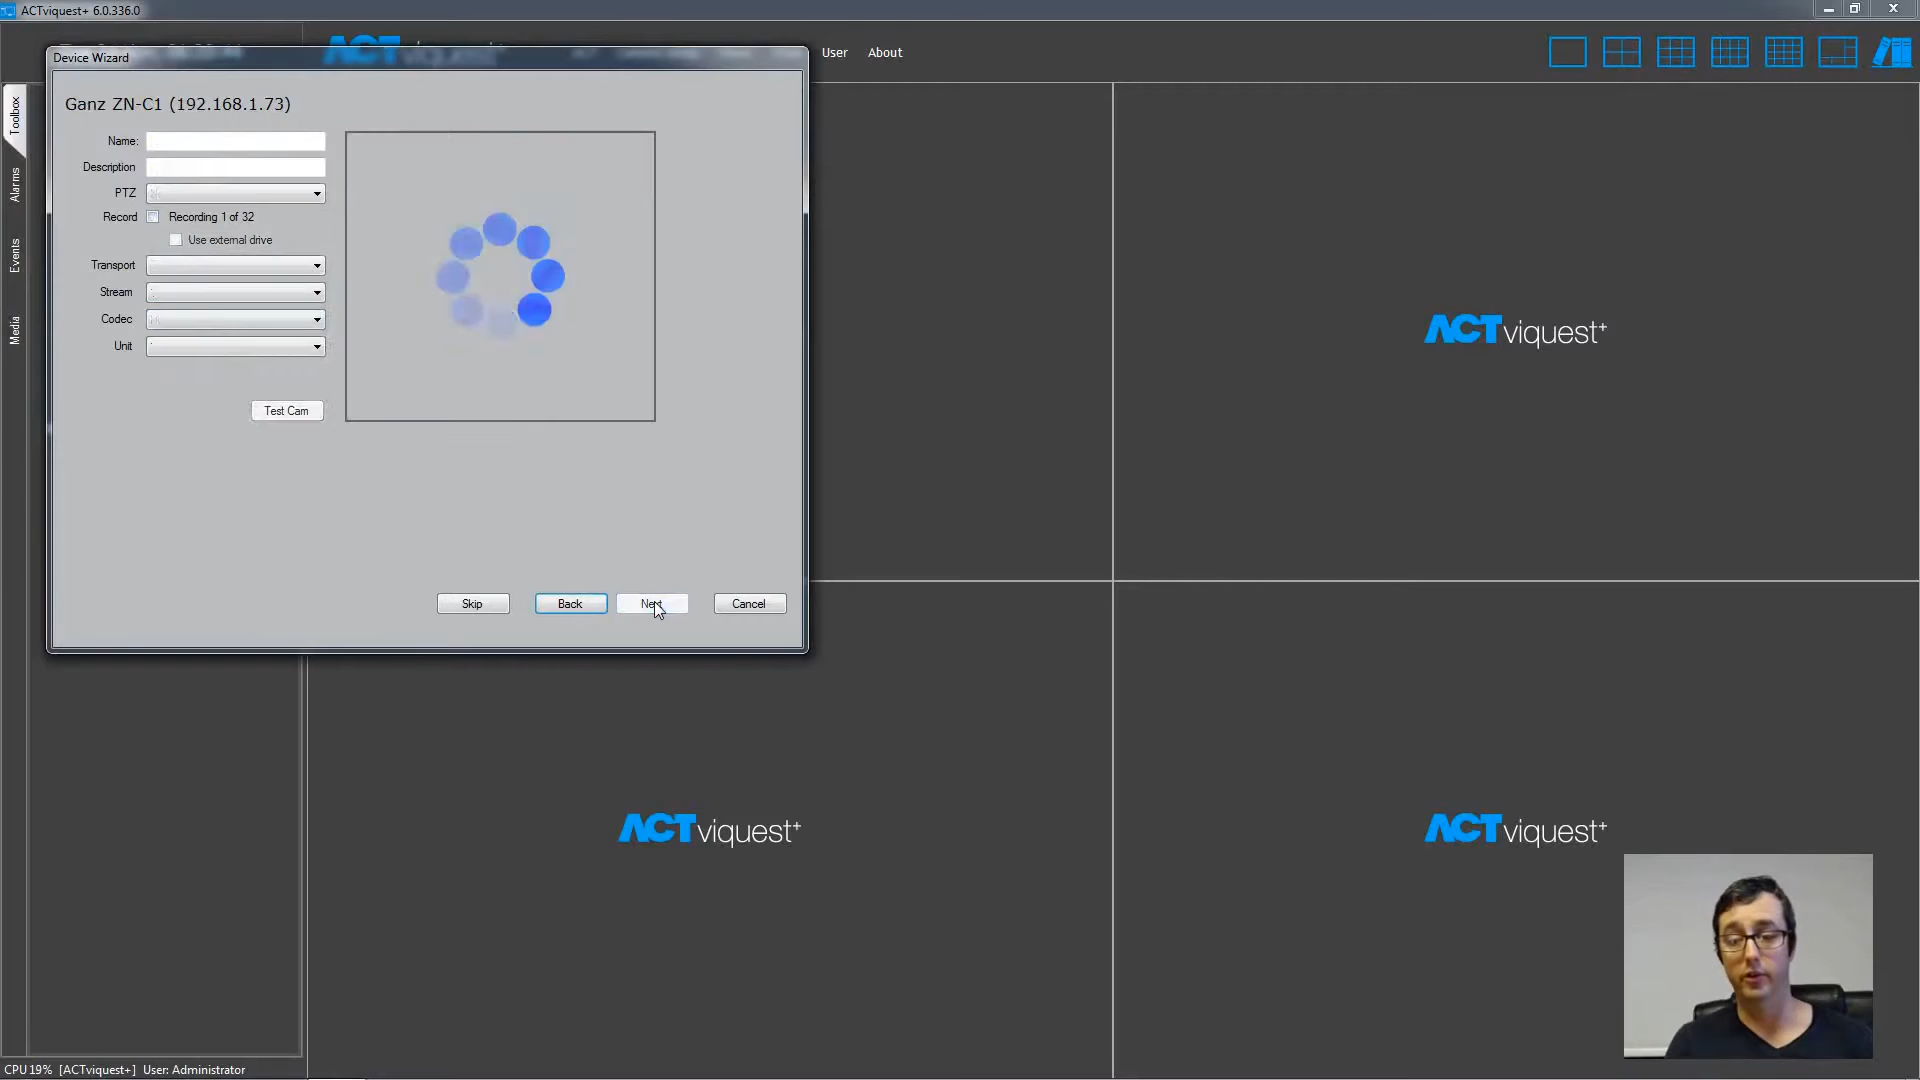 ACTviquest+ 6.0.336.0
User
About
Device Wizard
Ganz ZN-C1 (192.168.1.73)
Name:
Description
PTZ
Record
Recording 1 of 32
Use external drive
Transport
Stream
Codec
Unit
Test Cam
Skip
Back
Next
Cancel
Toolbox
Alarms
Events
Media
ACTviquest+
ACTviquest+
ACTviquest+
CPU 19% [ACTviquest+] User: Administrator